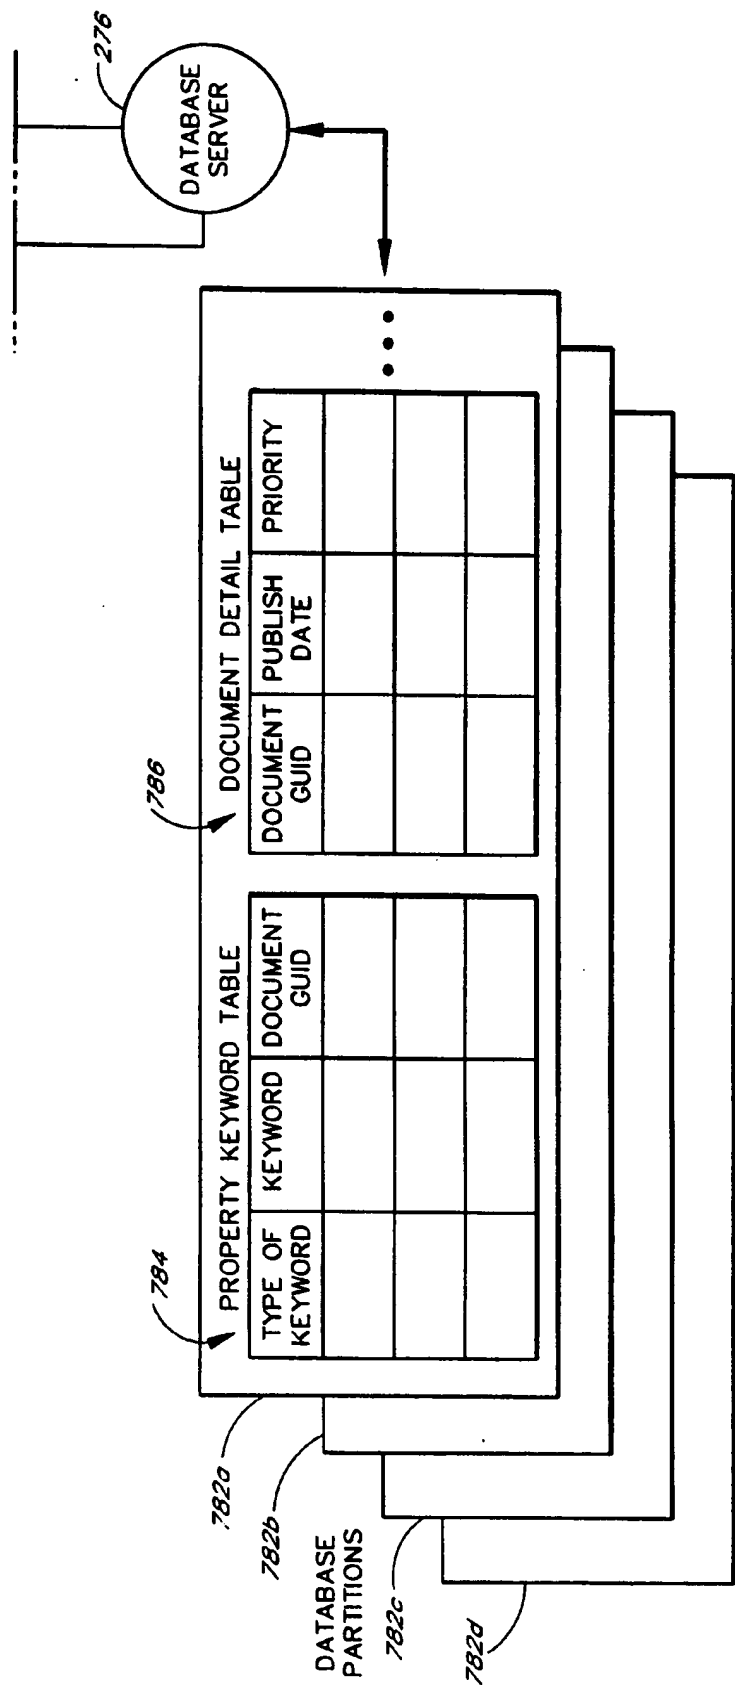 276
DATABASE
SERVER
786
784
PROPERTY KEYWORD TABLE
DOCUMENT DETAIL TABLE
TYPE OF
KEYWORD
KEYWORD
DOCUMENT
GUID
DOCUMENT
GUID
PUBLISH
DATE
PRIORITY
782a
782b
DATABASE
PARTITIONS
782c
782d